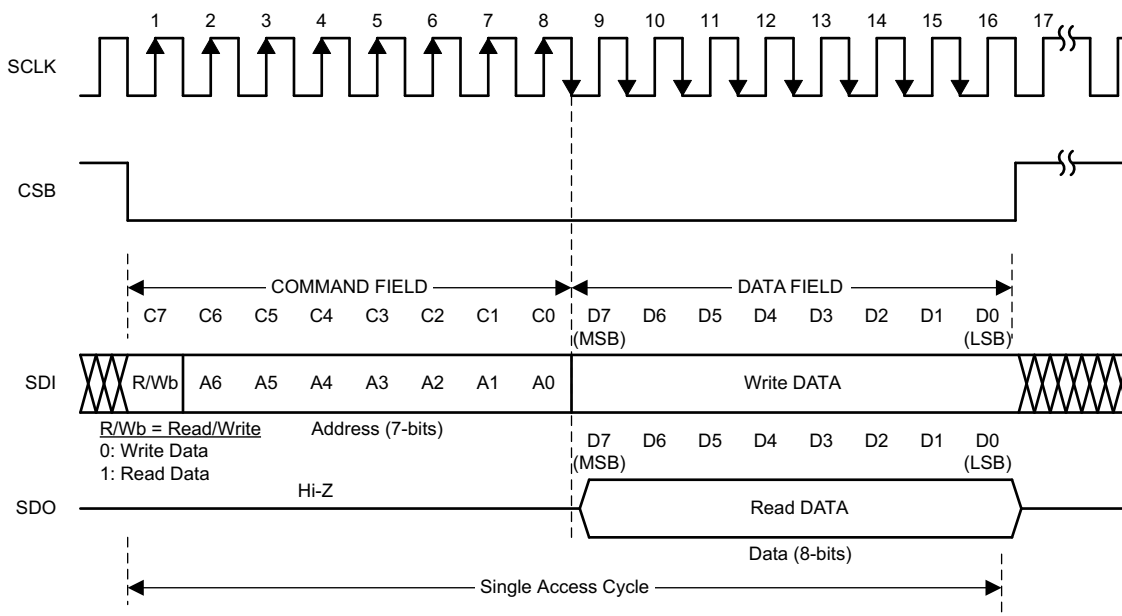 1 2 3 4 5 6 7 8 9 10 11 12 13 14 15 16 17
SCLK
CSB
COMMAND FIELD DATA FIELD
C7 C6 C5 C4 C3 C2 C1 C0 D7 D6 D5 D4 D3 D2 D1 D0
(MSB) (LSB)
SDI R/Wb A6 A5 A4 A3 A2 A1 A0 Write DATA
R/Wb = Read/Write Address (7-bits)
0: Write Data
1: Read Data
D7 D6 D5 D4 D3 D2 D1 D0
(MSB) (LSB)
Hi-Z
SDO Read DATA
Data (8-bits)
Single Access Cycle